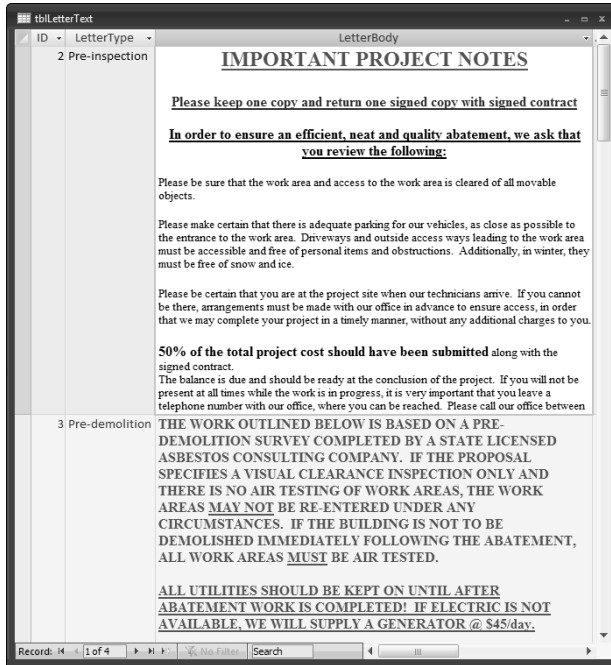 tblLetterText
ID LetterType LetterBody
2 Pre-inspection IMPORTANT PROJECT NOTES
Please keep one copy and return one signed copy with signed contract
In order to ensure an efficient, neat and quality abatement, we ask that
you review the following:
Please be sure that the work area and access to the work area is cleared of all movable
objects.
Please make certain that there is adequate parking for our vehicles, as close as possible to
the entrance to the work area. Driveways and outside access ways leading to the work area
must be accessible and free of personal items and obstructions. Additionally, in winter, they
must be free of snow and ice.
Please be certain that you are at the project site when our technicians arrive. If you cannot
be there, arrangements must be made with our office in advance to ensure access, in order
that we may complete your project in a timely manner, without any additional charges to you.
50% of the total project cost should have been submitted along with the
signed contract.
The balance is due and should be ready at the conclusion of the project. If you will not be
present at all times while the work is in progress, it is very important that you leave a
telephone number with our office, where you can be reached. Please call our office between
3 Pre-demolition THE WORK OUTLINED BELOW IS BASED ON A PRE-
DEMOLITION SURVEY COMPLETED BY A STATE LICENSED
ASBESTOS CONSULTING COMPANY. IF THE PROPOSAL
SPECIFIES A VISUAL CLEARANCE INSPECTION ONLY AND
THERE IS NO AIR TESTING OF WORK AREAS, THE WORK
AREAS MAY NOT BE RE-ENTERED UNDER ANY
CIRCUMSTANCES. IF THE BUILDING IS NOT TO BE
DEMOLISHED IMMEDIATELY FOLLOWING THE ABATEMENT,
ALL WORK AREAS MUST BE AIR TESTED.
ALL UTILITIES SHOULD BE KEPT ON UNTIL AFTER
ABATEMENT WORK IS COMPLETED! IF ELECTRIC IS NOT
AVAILABLE, WE WILL SUPPLY A GENERATOR @ $45/day.
Record: 1 of 4 No Filter Search